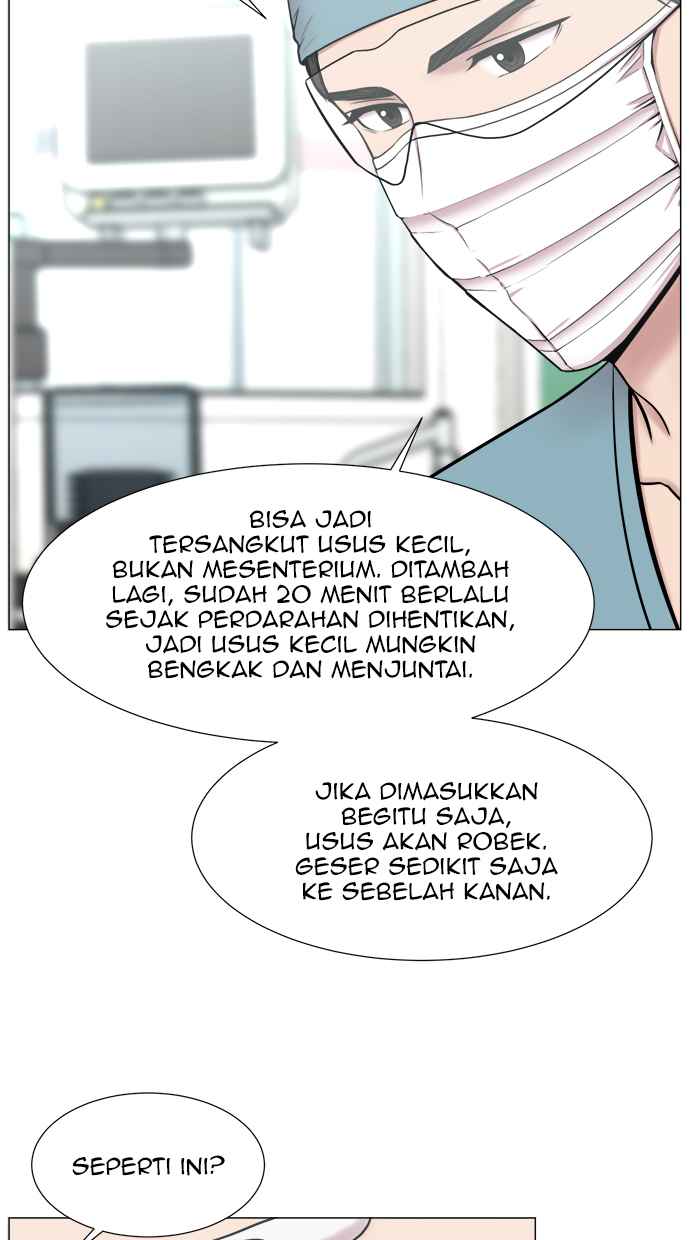 BISA JADI
TERSANGKUT USUS KECIL,
BUKAN MESENTERIUM. DITAMBAH
LAGI, SUDAH 20 MENIT BERLALU
SEJAK PERDARAHAN DIHENTIKAN,
JADI USUS KECIL MUNGKIN
BENGKAK DAN MENJUNTAI.
JIKA DIMASUKKAN
BEGITU SAJA,
USUS AKAN ROBEK.
GESER SEDIKIT SAJA
KE SEBELAH KANAN.
SEPERTI INI?